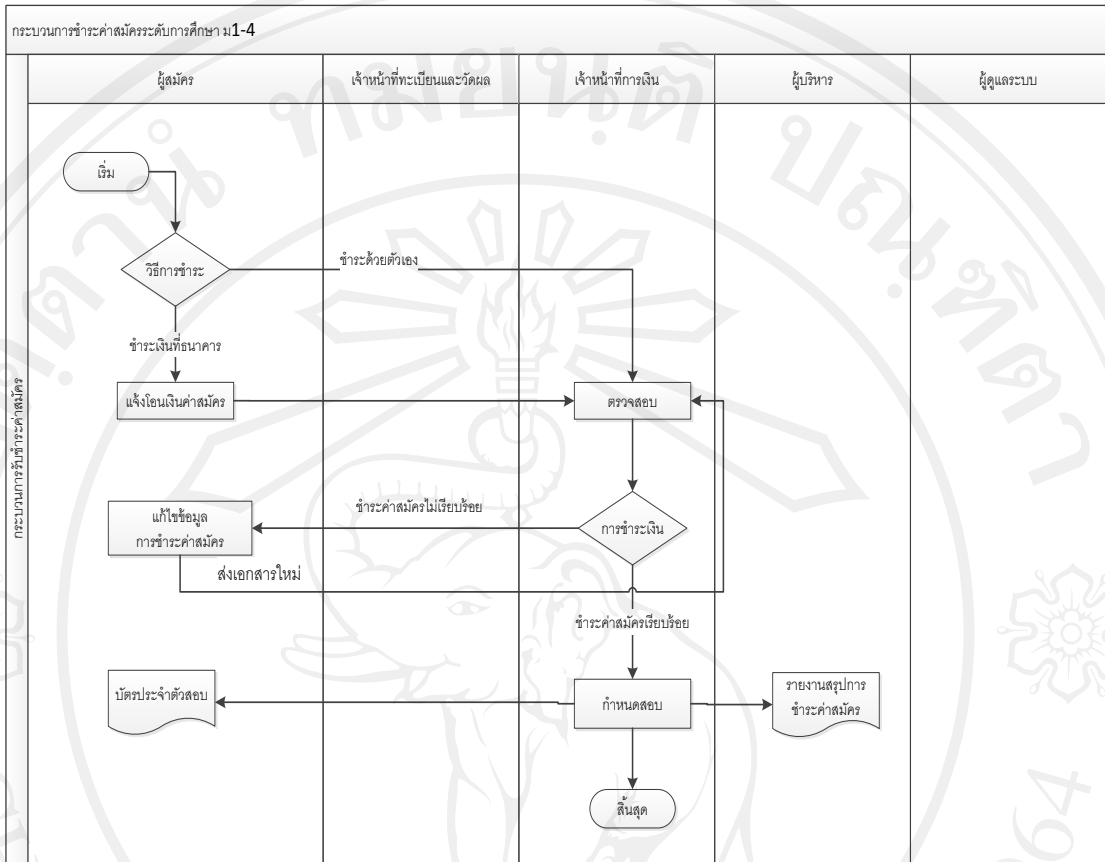 กระบวนการชำระค่าสมัครระดับการศึกษา ม1-4
ผู้สมัคร
เจ้าหน้าที่ทะเบียนและวัดผล
เจ้าหน้าที่การเงิน
ผู้บริหาร
ผู้ดูแลระบบ
กระบวนการรับชำระค่าสมัคร
เริ่ม
วิธีการชำระ
ชำระด้วยตัวเอง
ชำระเงินที่ธนาคาร
แจ้งโอนเงินค่าสมัคร
ตรวจสอบ
แก้ไขข้อมูล
การชำระค่าสมัคร
ชำระค่าสมัครไม่เรียบร้อย
การชำระเงิน
ส่งเอกสารใหม่
ชำระค่าสมัครเรียบร้อย
บัตรประจำตัวสอบ
กำหนดสอบ
รายงานสรุปการ
ชำระค่าสมัคร
สิ้นสุด